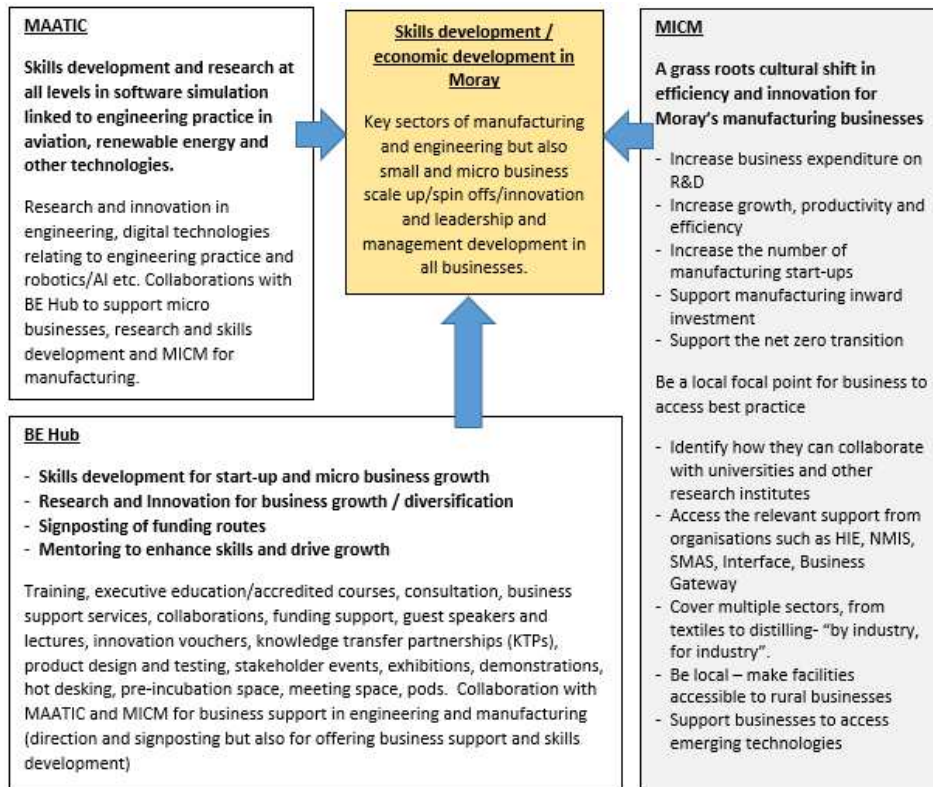 MAATIC
Skills development and research at
all levels in software simulation
linked to engineering practice in
aviation, renewable energy and
other technologies.
Research and innovation in
engineering, digital technologies
relating to engineering practice and
robotics/AI etc. Collaborations with
BE Hub to support micro
businesses, research and skills
development and MICM for
manufacturing.
Skills development /
economic development in
Moray
Key sectors of manufacturing
and engineering but also
small and micro business
scale up/spin offs/innovation
and leadership and
management development in
all businesses.
MICM
A grass roots cultural shift in
efficiency and innovation for
Moray's manufacturing businesses
- Increase business expenditure on
R&D
- Increase growth, productivity and
efficiency
- Increase the number of
manufacturing start-ups
- Support manufacturing inward
investment
- Support the net zero transition
Be a local focal point for business to
access best practice
- Identify how they can collaborate
with universities and other
research institutes
- Access the relevant support from
organisations such as HIE, NMIS,
SMAS, Interface, Business
Gateway
- Cover multiple sectors, from
textiles to distilling- “by industry,
for industry”.
- Be local – make facilities
accessible to rural businesses
- Support businesses to access
emerging technologies
BE Hub
- Skills development for start-up and micro business growth
- Research and Innovation for business growth / diversification
- Signposting of funding routes
- Mentoring to enhance skills and drive growth
Training, executive education/accredited courses, consultation, business
support services, collaborations, funding support, guest speakers and
lectures, innovation vouchers, knowledge transfer partnerships (KTPs),
product design and testing, stakeholder events, exhibitions, demonstrations,
hot desking, pre-incubation space, meeting space, pods.  Collaboration with
MAATIC and MICM for business support in engineering and manufacturing
(direction and signposting but also for offering business support and skills
development)